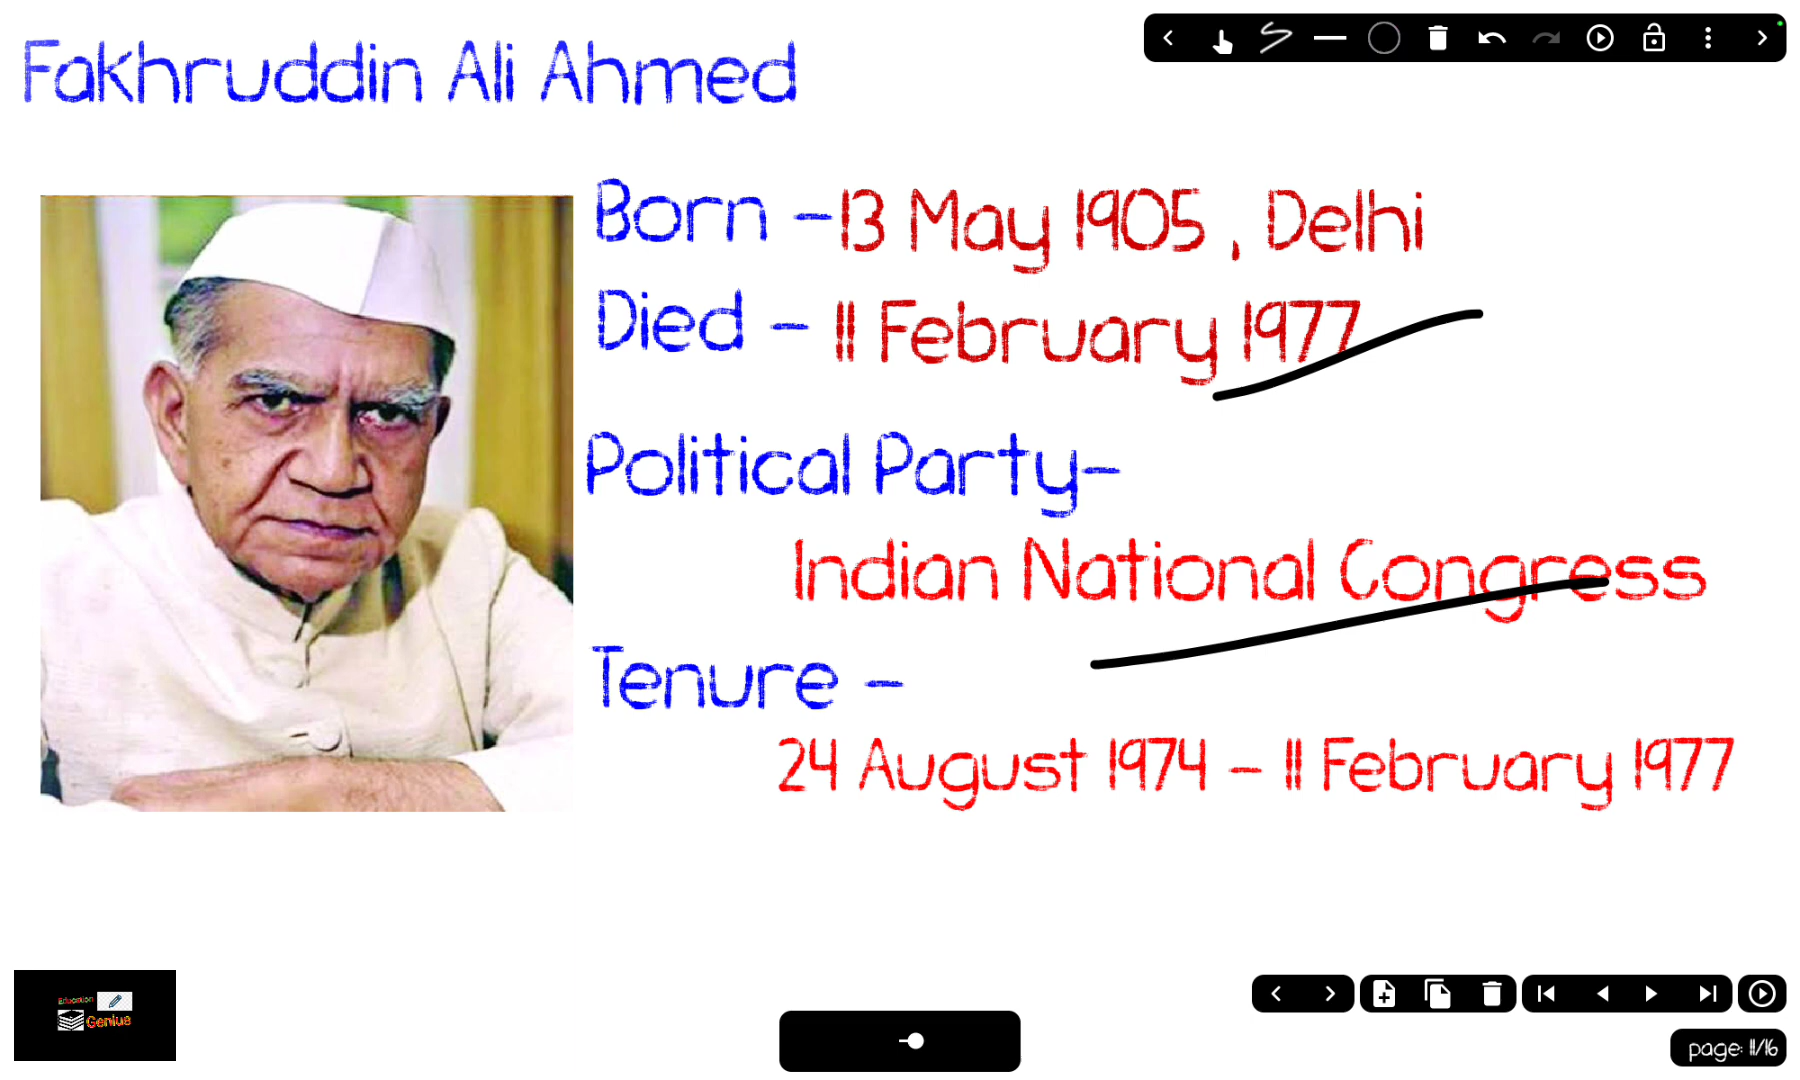 Fakhruddin Ali Ahmed
Born - 13 May 1905 , Delhi
Died - 11 February 1977
Political Party-
Indian National Congress
Tenure -
24 August 1974 - 11 February 1977
Education
Genius
page: 11/16